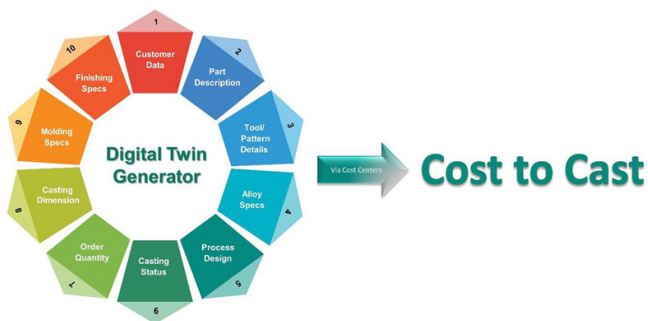 1
Customer
Data
2
Part
Description
3
Tool/
Pattern
Details
4
Alloy
Specs
5
Process
Design
6
Casting
Status
7
Order
Quantity
8
Casting
Dimension
9
Molding
Specs
10
Finishing
Specs
Digital Twin
Generator
Via Cost Centers
Cost to Cast